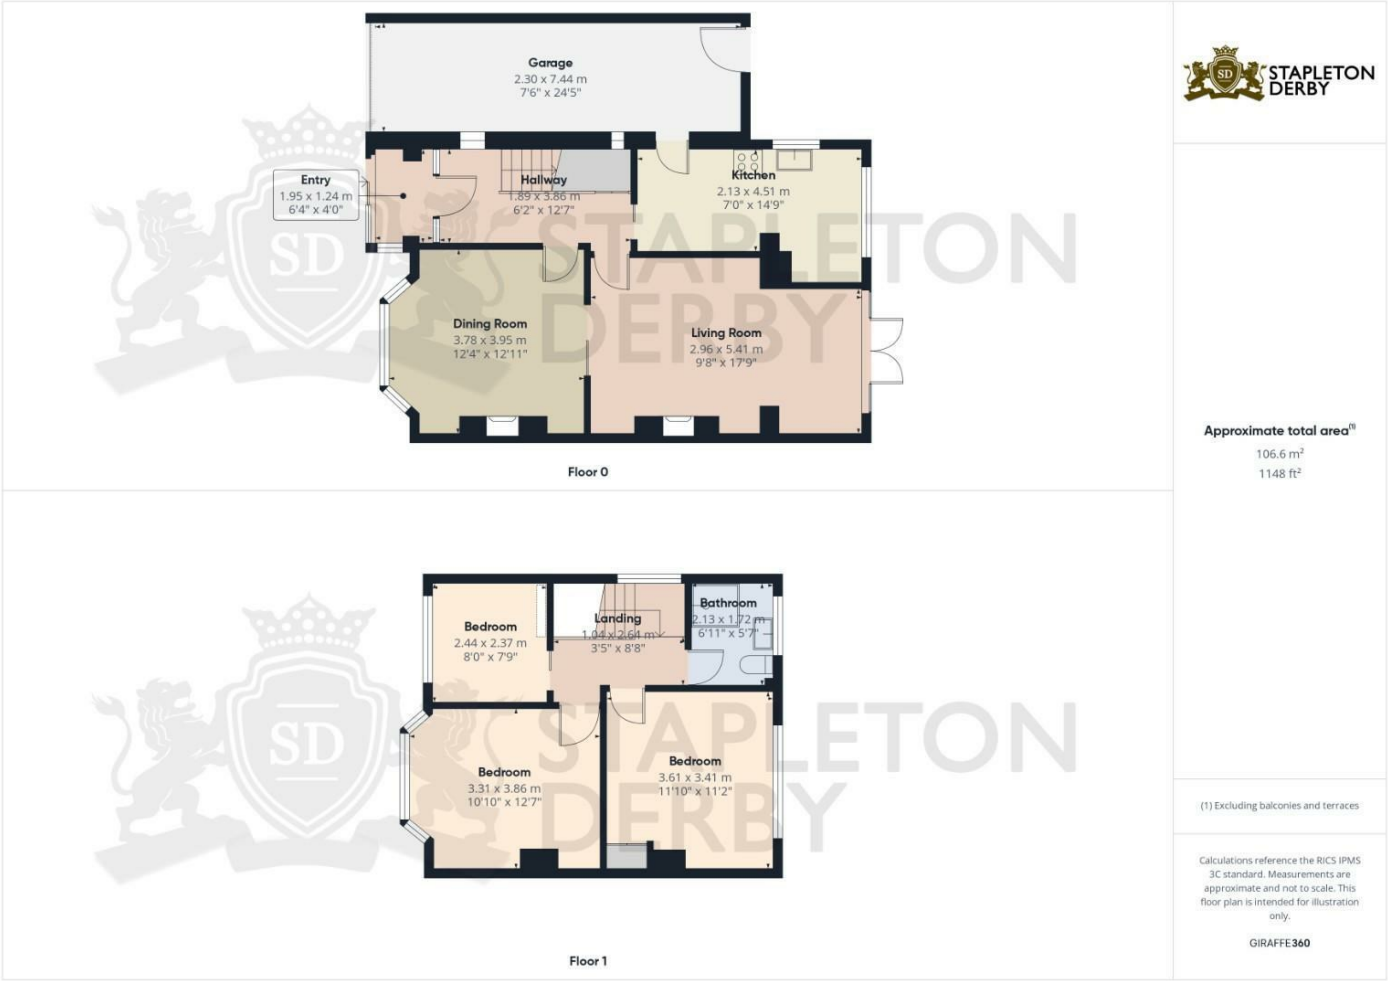 Garage
2.30 x 7.44 m
7'6" x 24'5"
Entry
1.95 x 1.24 m
6'4" x 4'0"
Hallway
1.89 x 3.86 m
6'2" x 12'7"
Kitchen
2.13 x 4.51 m
7'0" x 14'9"
Dining Room
3.78 x 3.95 m
12'4" x 12'11"
Living Room
2.96 x 5.41 m
9'8" x 17'9"
SD
STAPLETON
DERBY
Floor 0
Bedroom
2.44 x 2.37 m
8'0" x 7'9"
Landing
1.04 x 2.64 m
3'5" x 8'8"
Bathroom
2.13 x 1.72 m
6'11" x 5'7"
Bedroom
3.31 x 3.86 m
10'10" x 12'7"
Bedroom
3.61 x 3.41 m
11'10" x 11'2"
SD
STAPLETON
DERBY
Floor 1
SD
STAPLETON
DERBY
Approximate total area⁽¹⁾
106.6 m²
1148 ft²
(1) Excluding balconies and terraces
Calculations reference the RICS IPMS
3C standard. Measurements are
approximate and not to scale. This
floor plan is intended for illustration
only.
GIRAFFE360